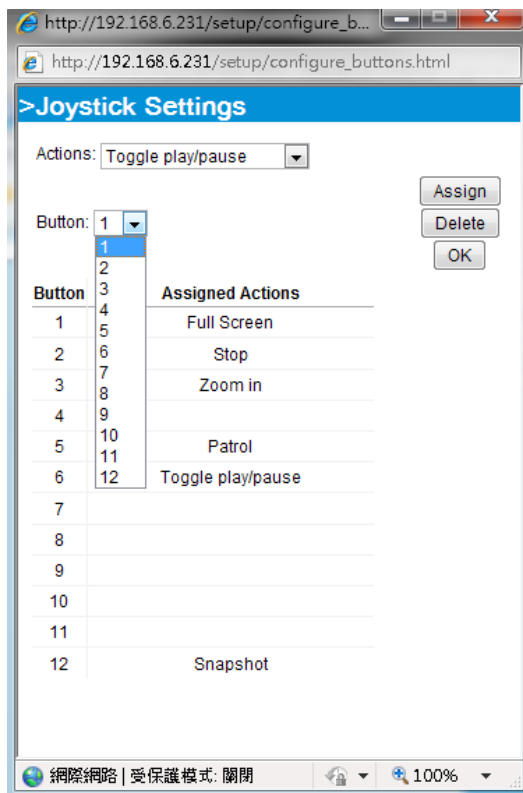 http://192.168.6.231/setup/configure_b...
http://192.168.6.231/setup/configure_buttons.html
>Joystick Settings
Actions: Toggle play/pause
Assign
Button: 1
Delete
OK
1
2
3
4
5
6
7
8
9
10
11
12
Button Assigned Actions
1 Full Screen
2 Stop
3 Zoom in
4
5 Patrol
6 Toggle play/pause
7
8
9
10
11
12 Snapshot
網際網路 | 受保護模式: 關閉 100%